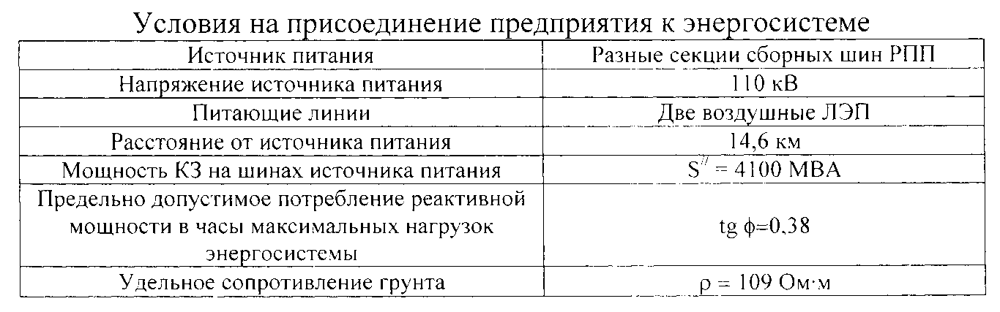 Условия на присоединение предприятия к энергосистеме
Источник питания
Разные секции сборных шин РПП
Напряжение источника питания
110 кВ
Питающие линии
Две воздушные ЛЭП
Расстояние от источника питания
14,6 км
Мощность КЗ на шинах источника питания
S// = 4100 МВА
Предельно допустимое потребление реактивной
мощности в часы максимальных нагрузок
энергосистемы
tg ф=0,38
Удельное сопротивление грунта
ρ = 109 Ом·м